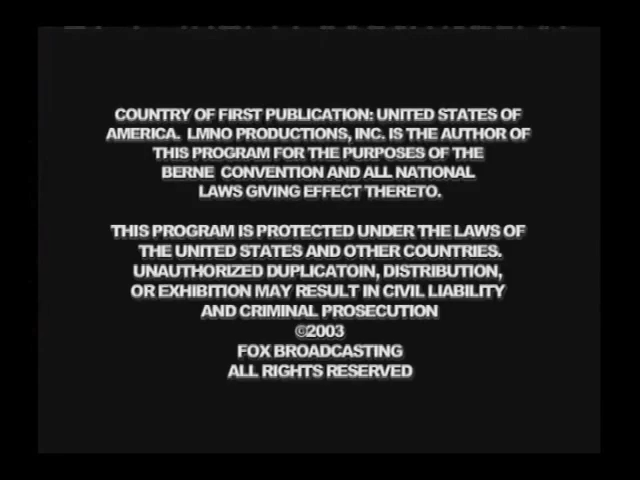 COUNTRY OF FIRST PUBLICATION: UNITED STATES OF
AMERICA. LMNO PRODUCTIONS, INC. IS THE AUTHOR OF
THIS PROGRAM FOR THE PURPOSES OF THE
BERNE CONVENTION AND ALL NATIONAL
LAWS GIVING EFFECT THERETO.
THIS PROGRAM IS PROTECTED UNDER THE LAWS OF
THE UNITED STATES AND OTHER COUNTRIES.
UNAUTHORIZED DUPLICATOIN, DISTRIBUTION,
OR EXHIBITION MAY RESULT IN CIVIL LIABILITY
AND CRIMINAL PROSECUTION
©2003
FOX BROADCASTING
ALL RIGHTS RESERVED